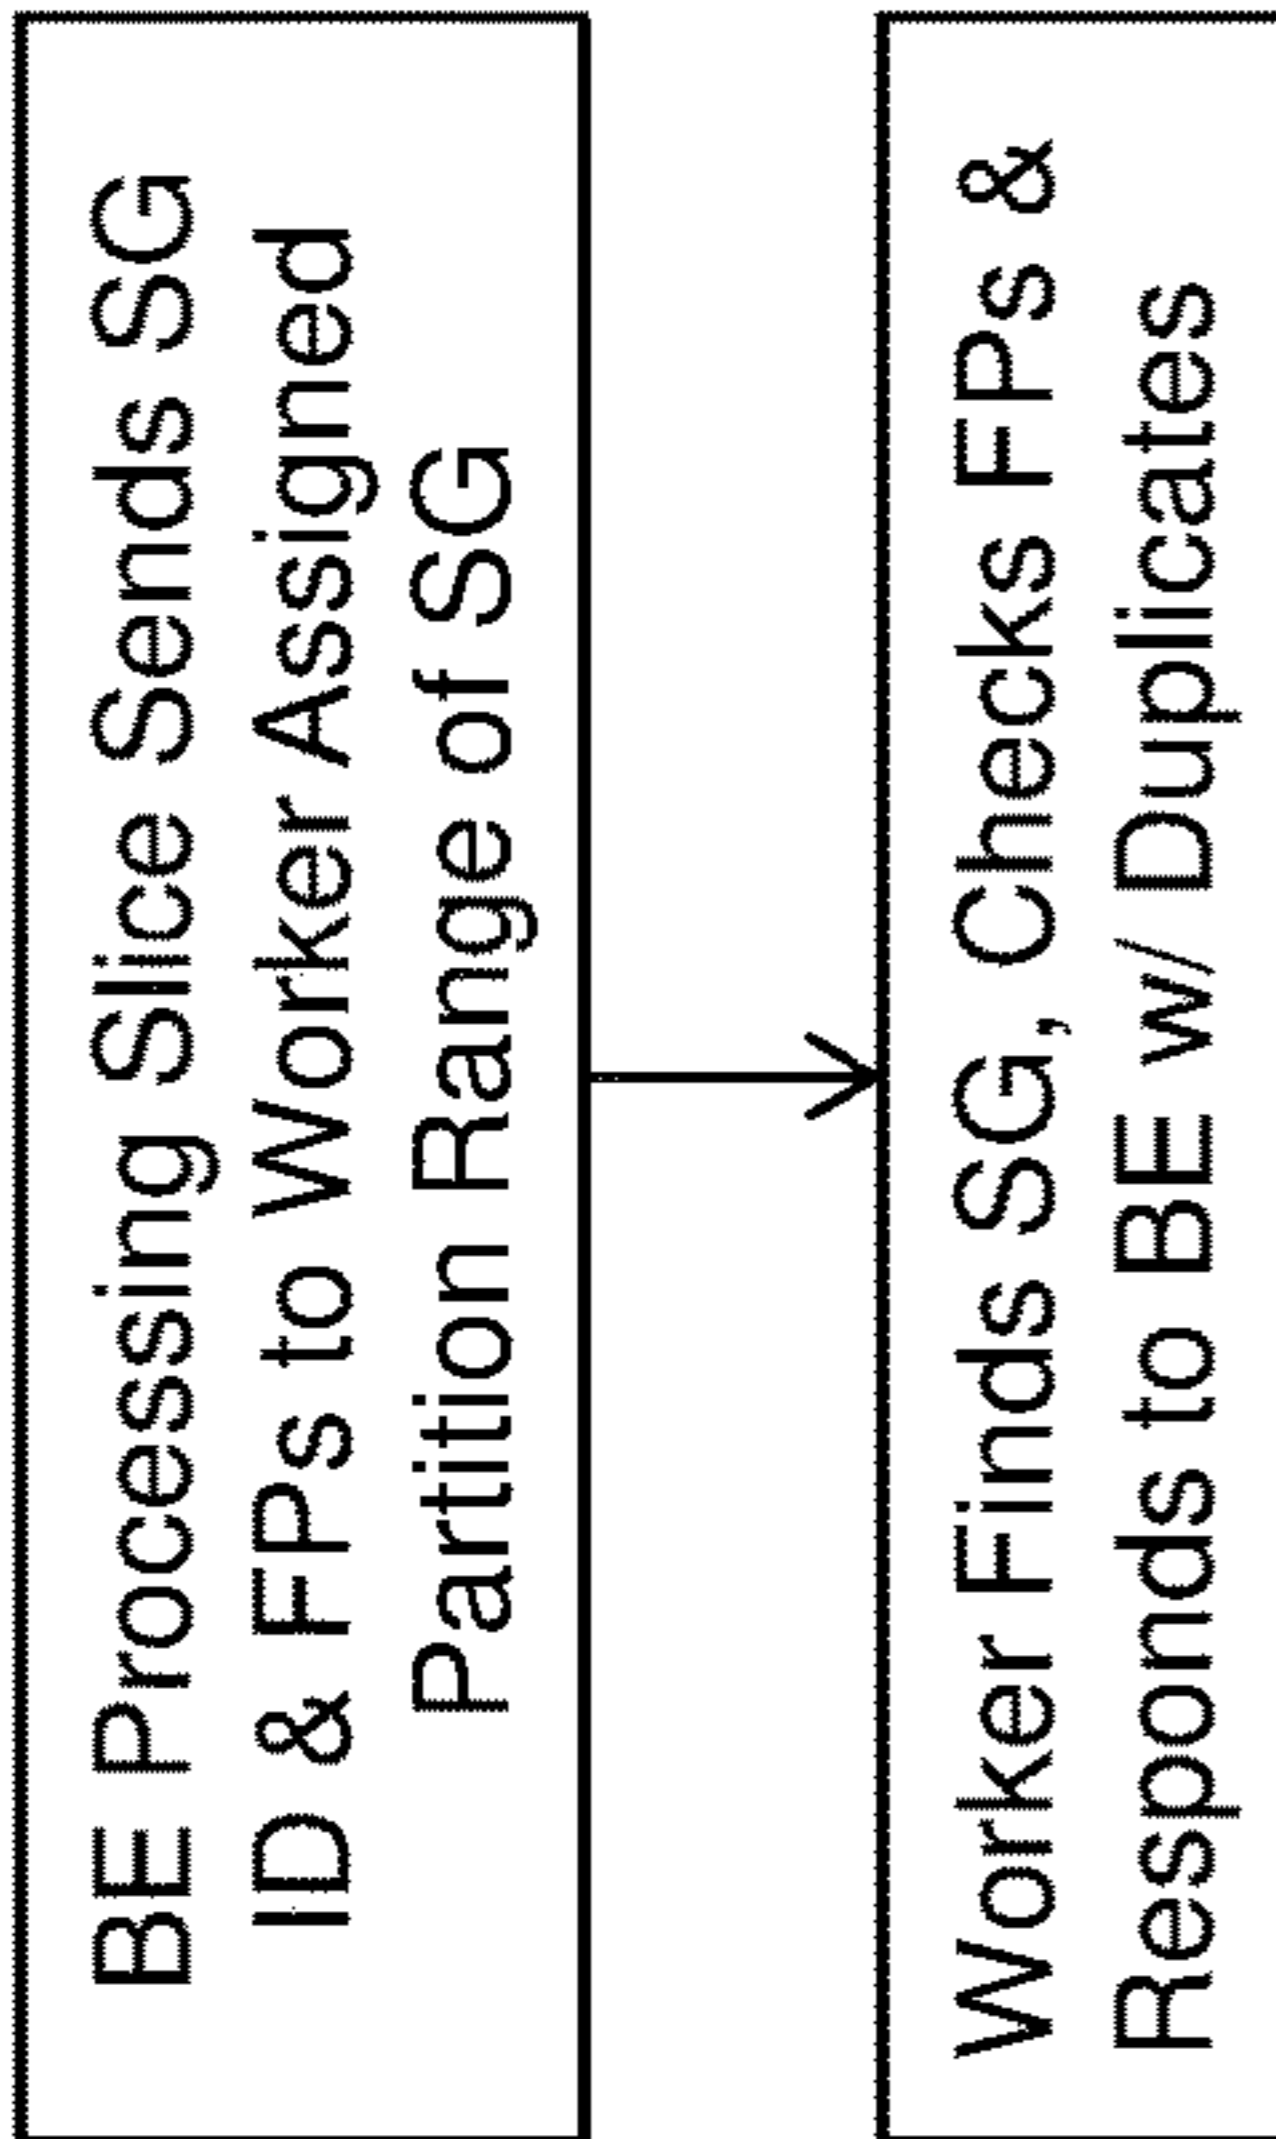 BE Processing Slice Sends SG
ID & FPs to Worker Assigned
Partition Range of SG
Worker Finds SG, Checks FPs &
Responds to BE w/ Duplicates